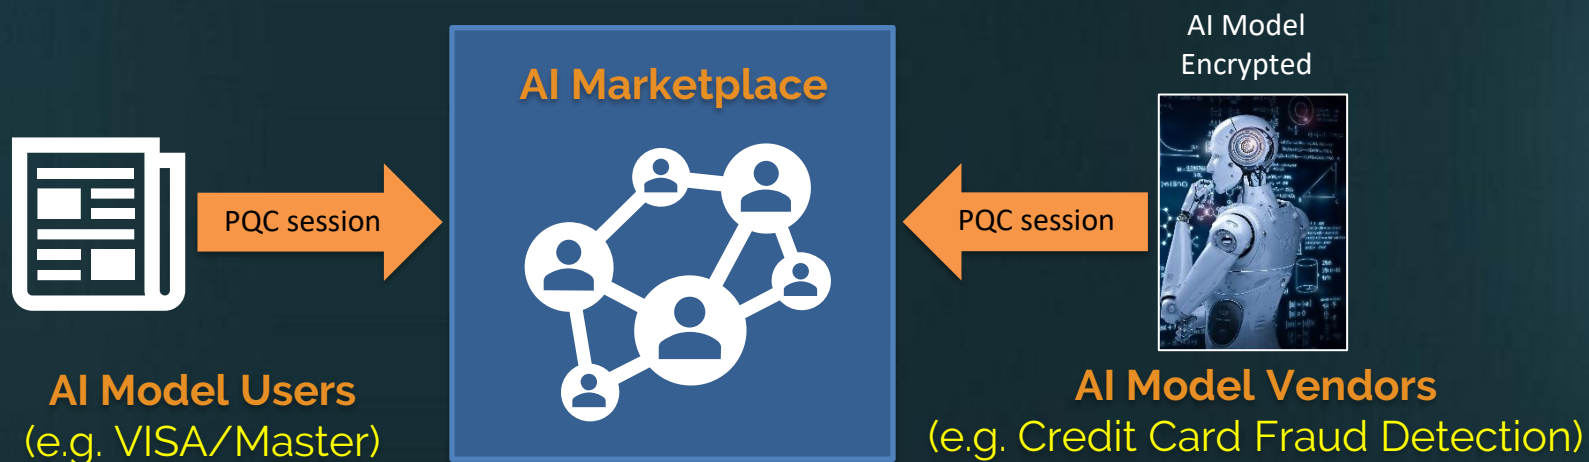 AI Model
Encrypted
AI Marketplace
PQC session
PQC session
AI Model Users
(e.g. VISA/Master)
AI Model Vendors
(e.g. Credit Card Fraud Detection)